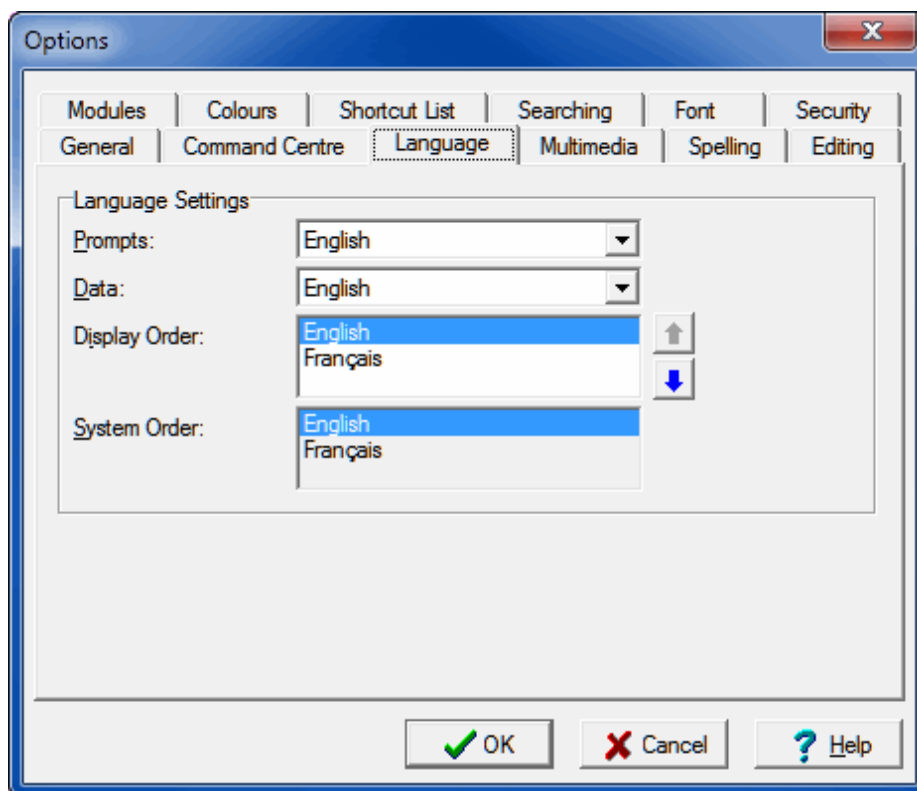 Options
Modules Colours Shortcut List Searching Font Security
General Command Centre Language Multimedia Spelling Editing
Language Settings
Prompts: English
Data: English
Display Order: English
Français
System Order: English
Français
OK Cancel Help